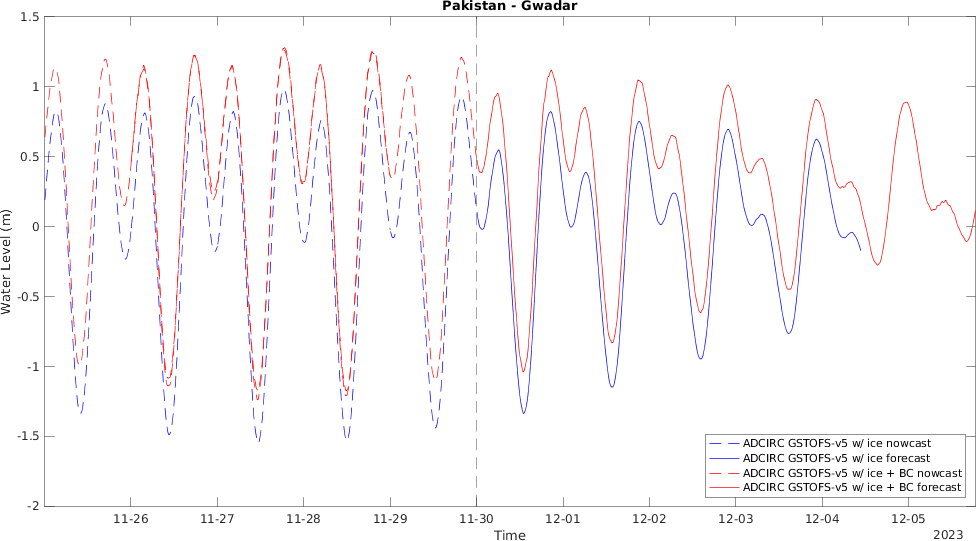 Pakistan - Gwadar
1.5
1
0.5
0
-0.5
-1
-1.5
-2
Water Level (m)
11-26
11-27
11-28
11-29
11-30
12-01
12-02
12-03
12-04
12-05
Time
2023
ADCIRC GSTOFS-v5 w/ ice nowcast
ADCIRC GSTOFS-v5 w/ ice forecast
ADCIRC GSTOFS-v5 w/ ice + BC nowcast
ADCIRC GSTOFS-v5 w/ ice + BC forecast